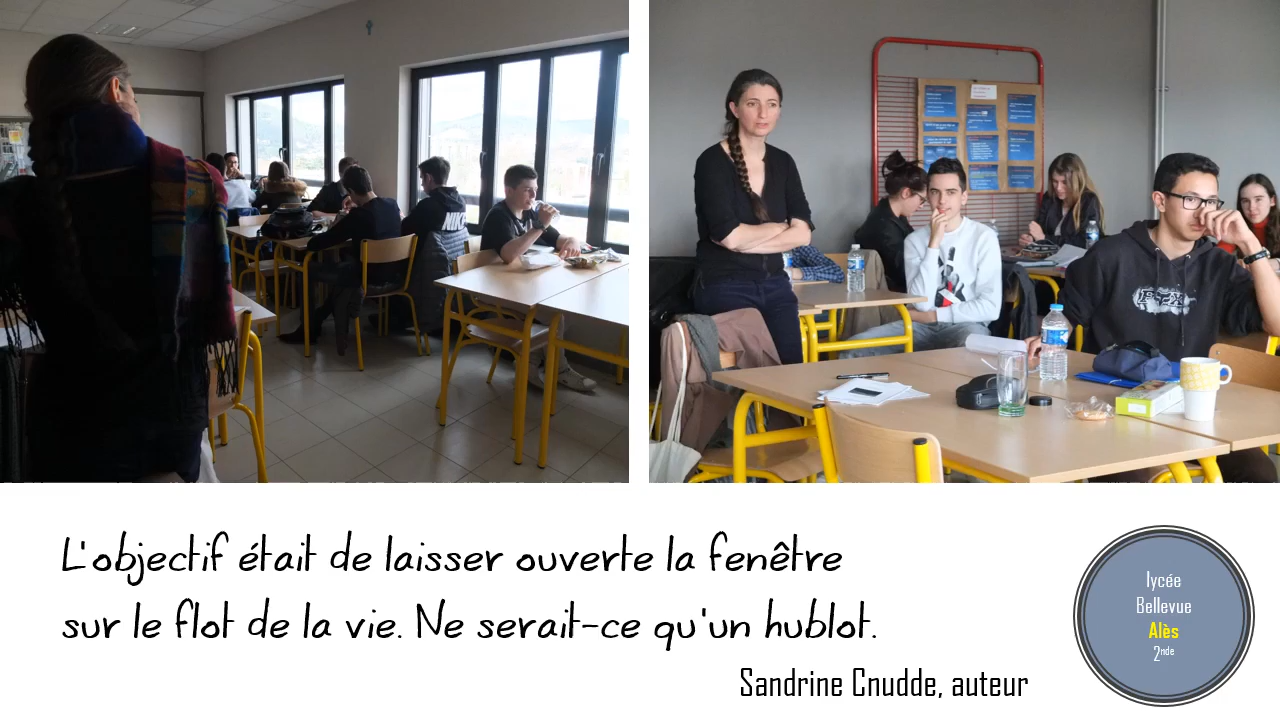 NIKE
L'objectif était de laisser ouverte la fenêtre
sur le flot de la vie. Ne serait-ce qu'un hublot.
Sandrine Cnudde, auteur
lycée
Bellevue
Alès
2nde